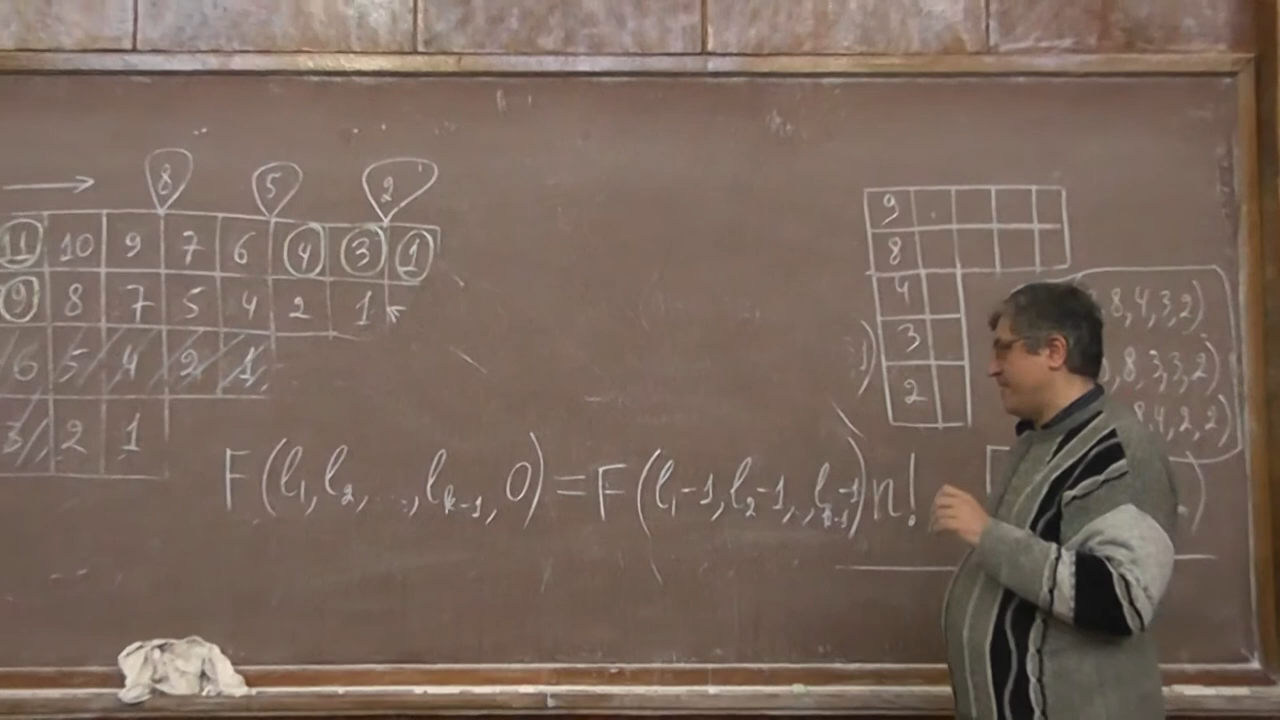 8 5 2
11 10 9 7 6 4 3 1
9 8 7 5 4 2 1
6 5 4 2 1
3 2 1
9
8
4
3
2
8,4,3,2)
8,3,3,2)
8,4,2,2)
F(l₁,l₂,...,lₖ₋₁,0)=F(l₁-1,l₂-1,..,lₖ₋₁-1)n!